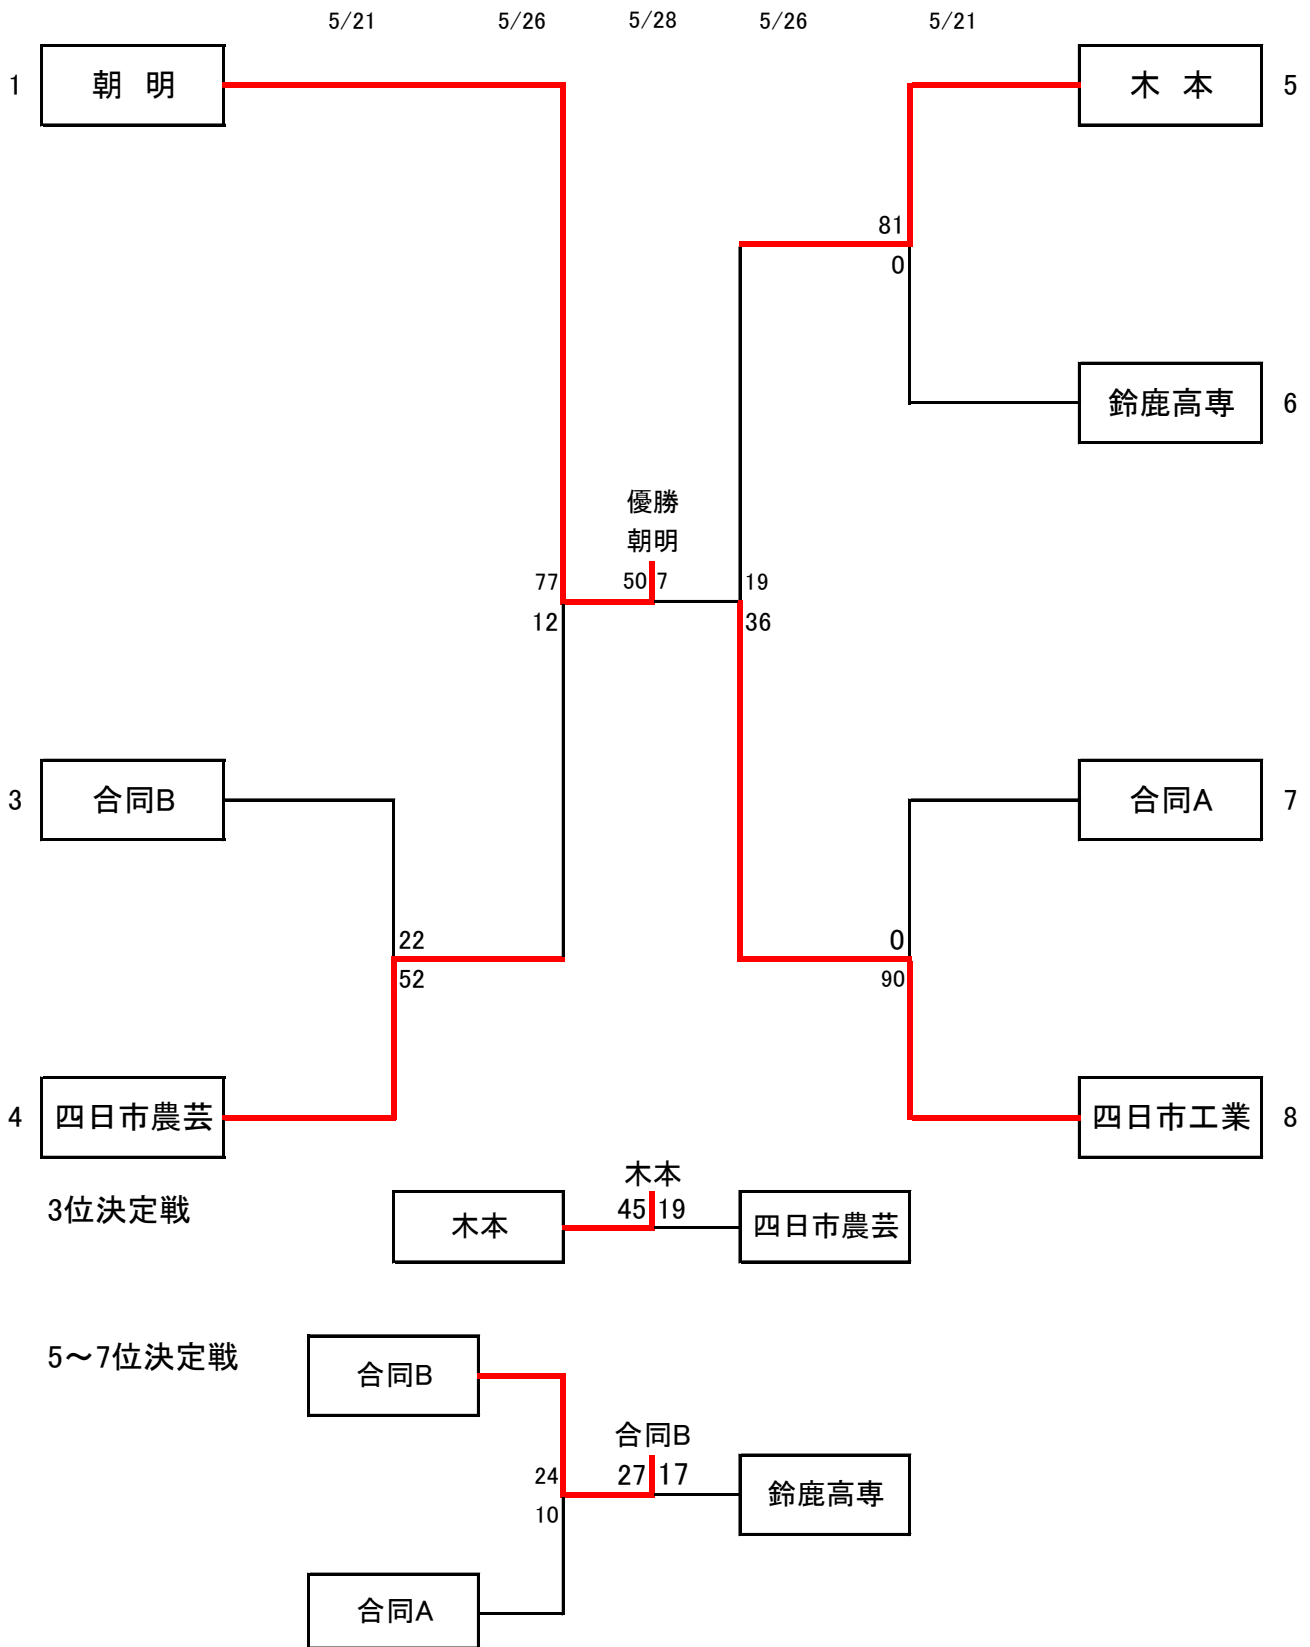 5/21 5/26 5/28 5/26 5/21
1 朝 明 木 本 5
81
0
鈴鹿高専 6
優勝
朝明
77 50 7 19
12 36
3 合同B 合同A 7
22 0
52 90
4 四日市農芸 四日市工業 8
3位決定戦
木本
木本 45 19 四日市農芸
5～7位決定戦
合同B
合同B
24 27 17 鈴鹿高専
10
合同A